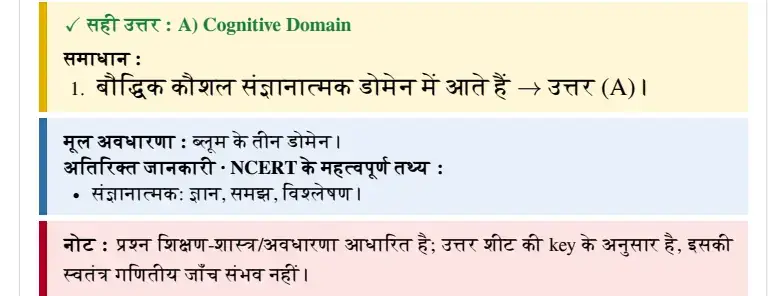 ✓ सही उत्तर : A) Cognitive Domain
समाधान :
1. बौद्धिक कौशल संज्ञानात्मक डोमेन में आते हैं → उत्तर (A)।
मूल अवधारणा : ब्लूम के तीन डोमेन।
अतिरिक्त जानकारी · NCERT के महत्वपूर्ण तथ्य :
• संज्ञानात्मक: ज्ञान, समझ, विश्लेषण।
नोट : प्रश्न शिक्षण-शास्त्र/अवधारणा आधारित है; उत्तर शीट की key के अनुसार है, इसकी
स्वतंत्र गणितीय जाँच संभव नहीं।